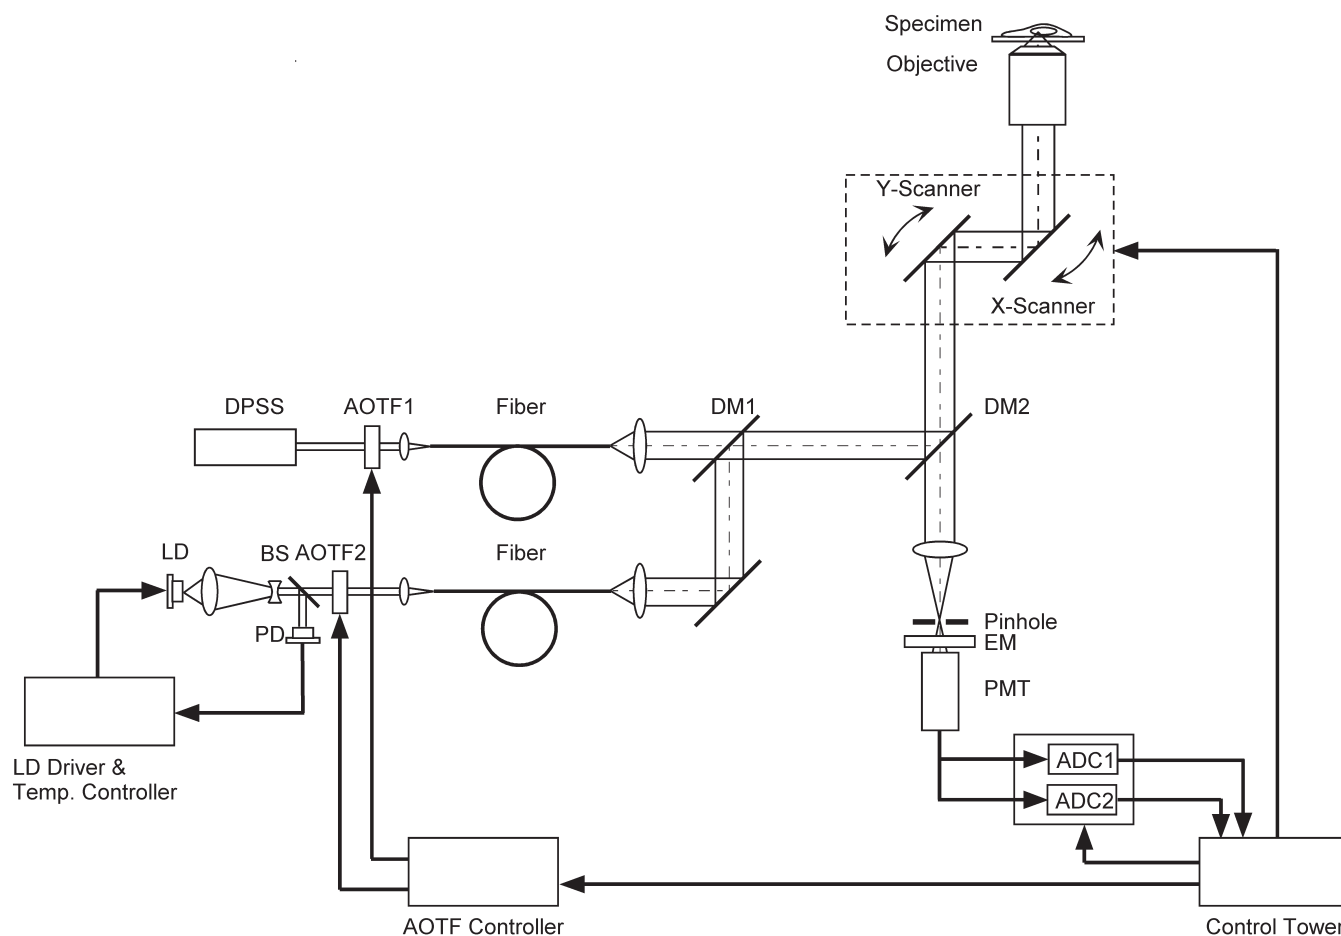 Specimen
Objective
Y-Scanner
X-Scanner
DPSS
AOTF1
Fiber
DM1
DM2
LD
BS
AOTF2
Fiber
PD
Pinhole
EM
PMT
LD Driver &
Temp. Controller
ADC1
ADC2
AOTF Controller
Control Tower